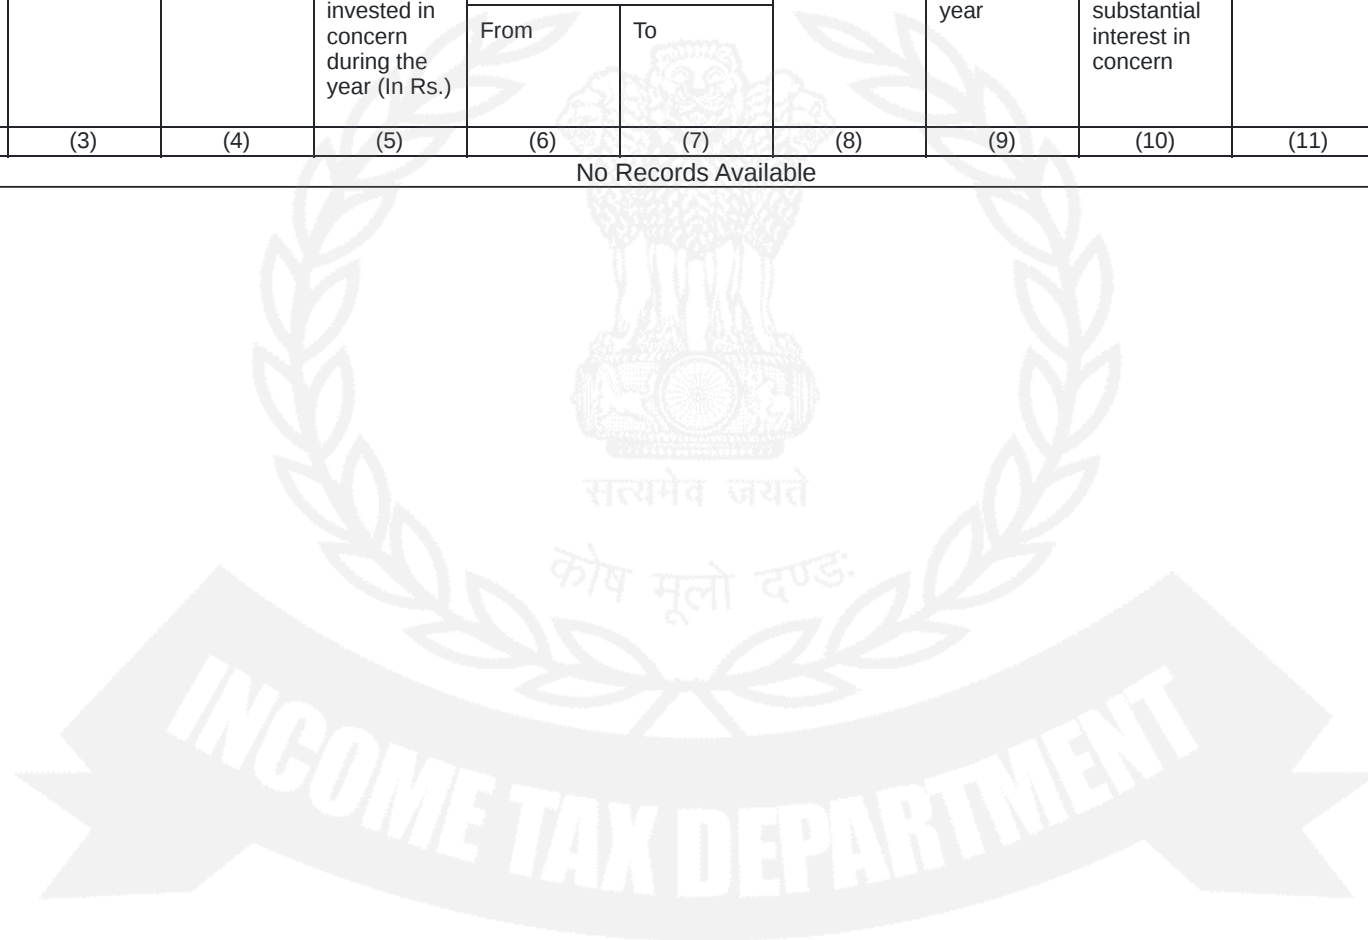 invested in
concern
during the
year (In Rs.)
From
To
year
substantial
interest in
concern
(3) (4) (5) (6) (7) (8) (9) (10) (11)
No Records Available
सत्यमेव जयते
कोष मूलो दण्डः
INCOME TAX DEPARTMENT